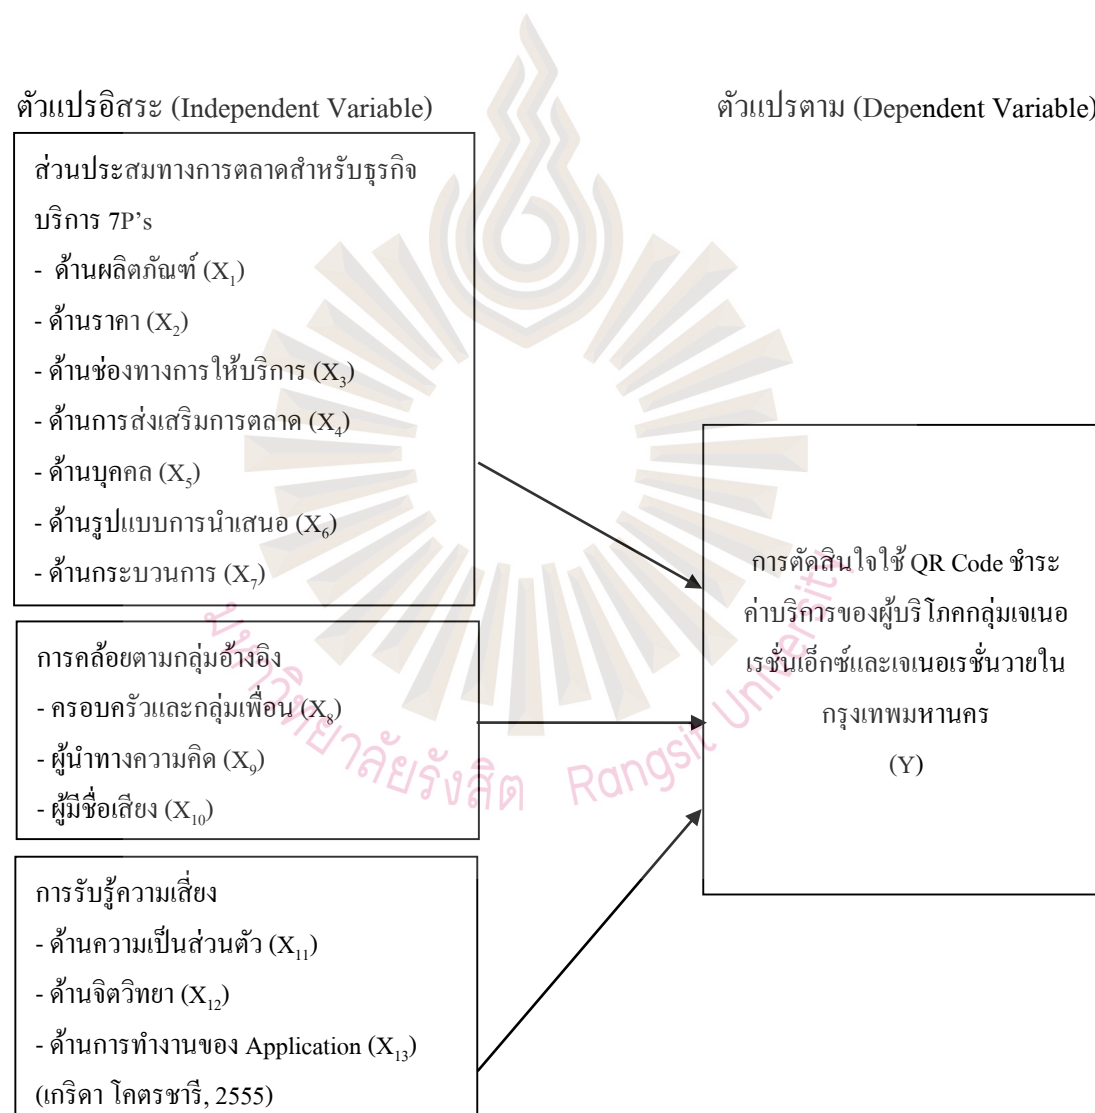 ตัวแปรอิสระ (Independent Variable)
ตัวแปรตาม (Dependent Variable)
ส่วนประสมทางการตลาดสำหรับธุรกิจ
บริการ 7P’s
- ด้านผลิตภัณฑ์ (X₁)
- ด้านราคา (X₂)
- ด้านช่องทางการให้บริการ (X₃)
- ด้านการส่งเสริมการตลาด (X₄)
- ด้านบุคคล (X₅)
- ด้านรูปแบบการนำเสนอ (X₆)
- ด้านกระบวนการ (X₇)
การคล้อยตามกลุ่มอ้างอิง
- ครอบครัวและกลุ่มเพื่อน (X₈)
- ผู้นำทางความคิด (X₉)
- ผู้มีชื่อเสียง (X₁₀)
การรับรู้ความเสี่ยง
- ด้านความเป็นส่วนตัว (X₁₁)
- ด้านจิตวิทยา (X₁₂)
- ด้านการทำงานของ Application (X₁₃)
(เกริดา โคตรชารี, 2555)
การตัดสินใจใช้ QR Code ชำระ
ค่าบริการของผู้บริโภคกลุ่มเจเนอ
เรชั่นเอ็กซ์และเจเนอเรชั่นวายใน
กรุงเทพมหานคร
(Y)
มหาวิทยาลัยรังสิต Rangsit University